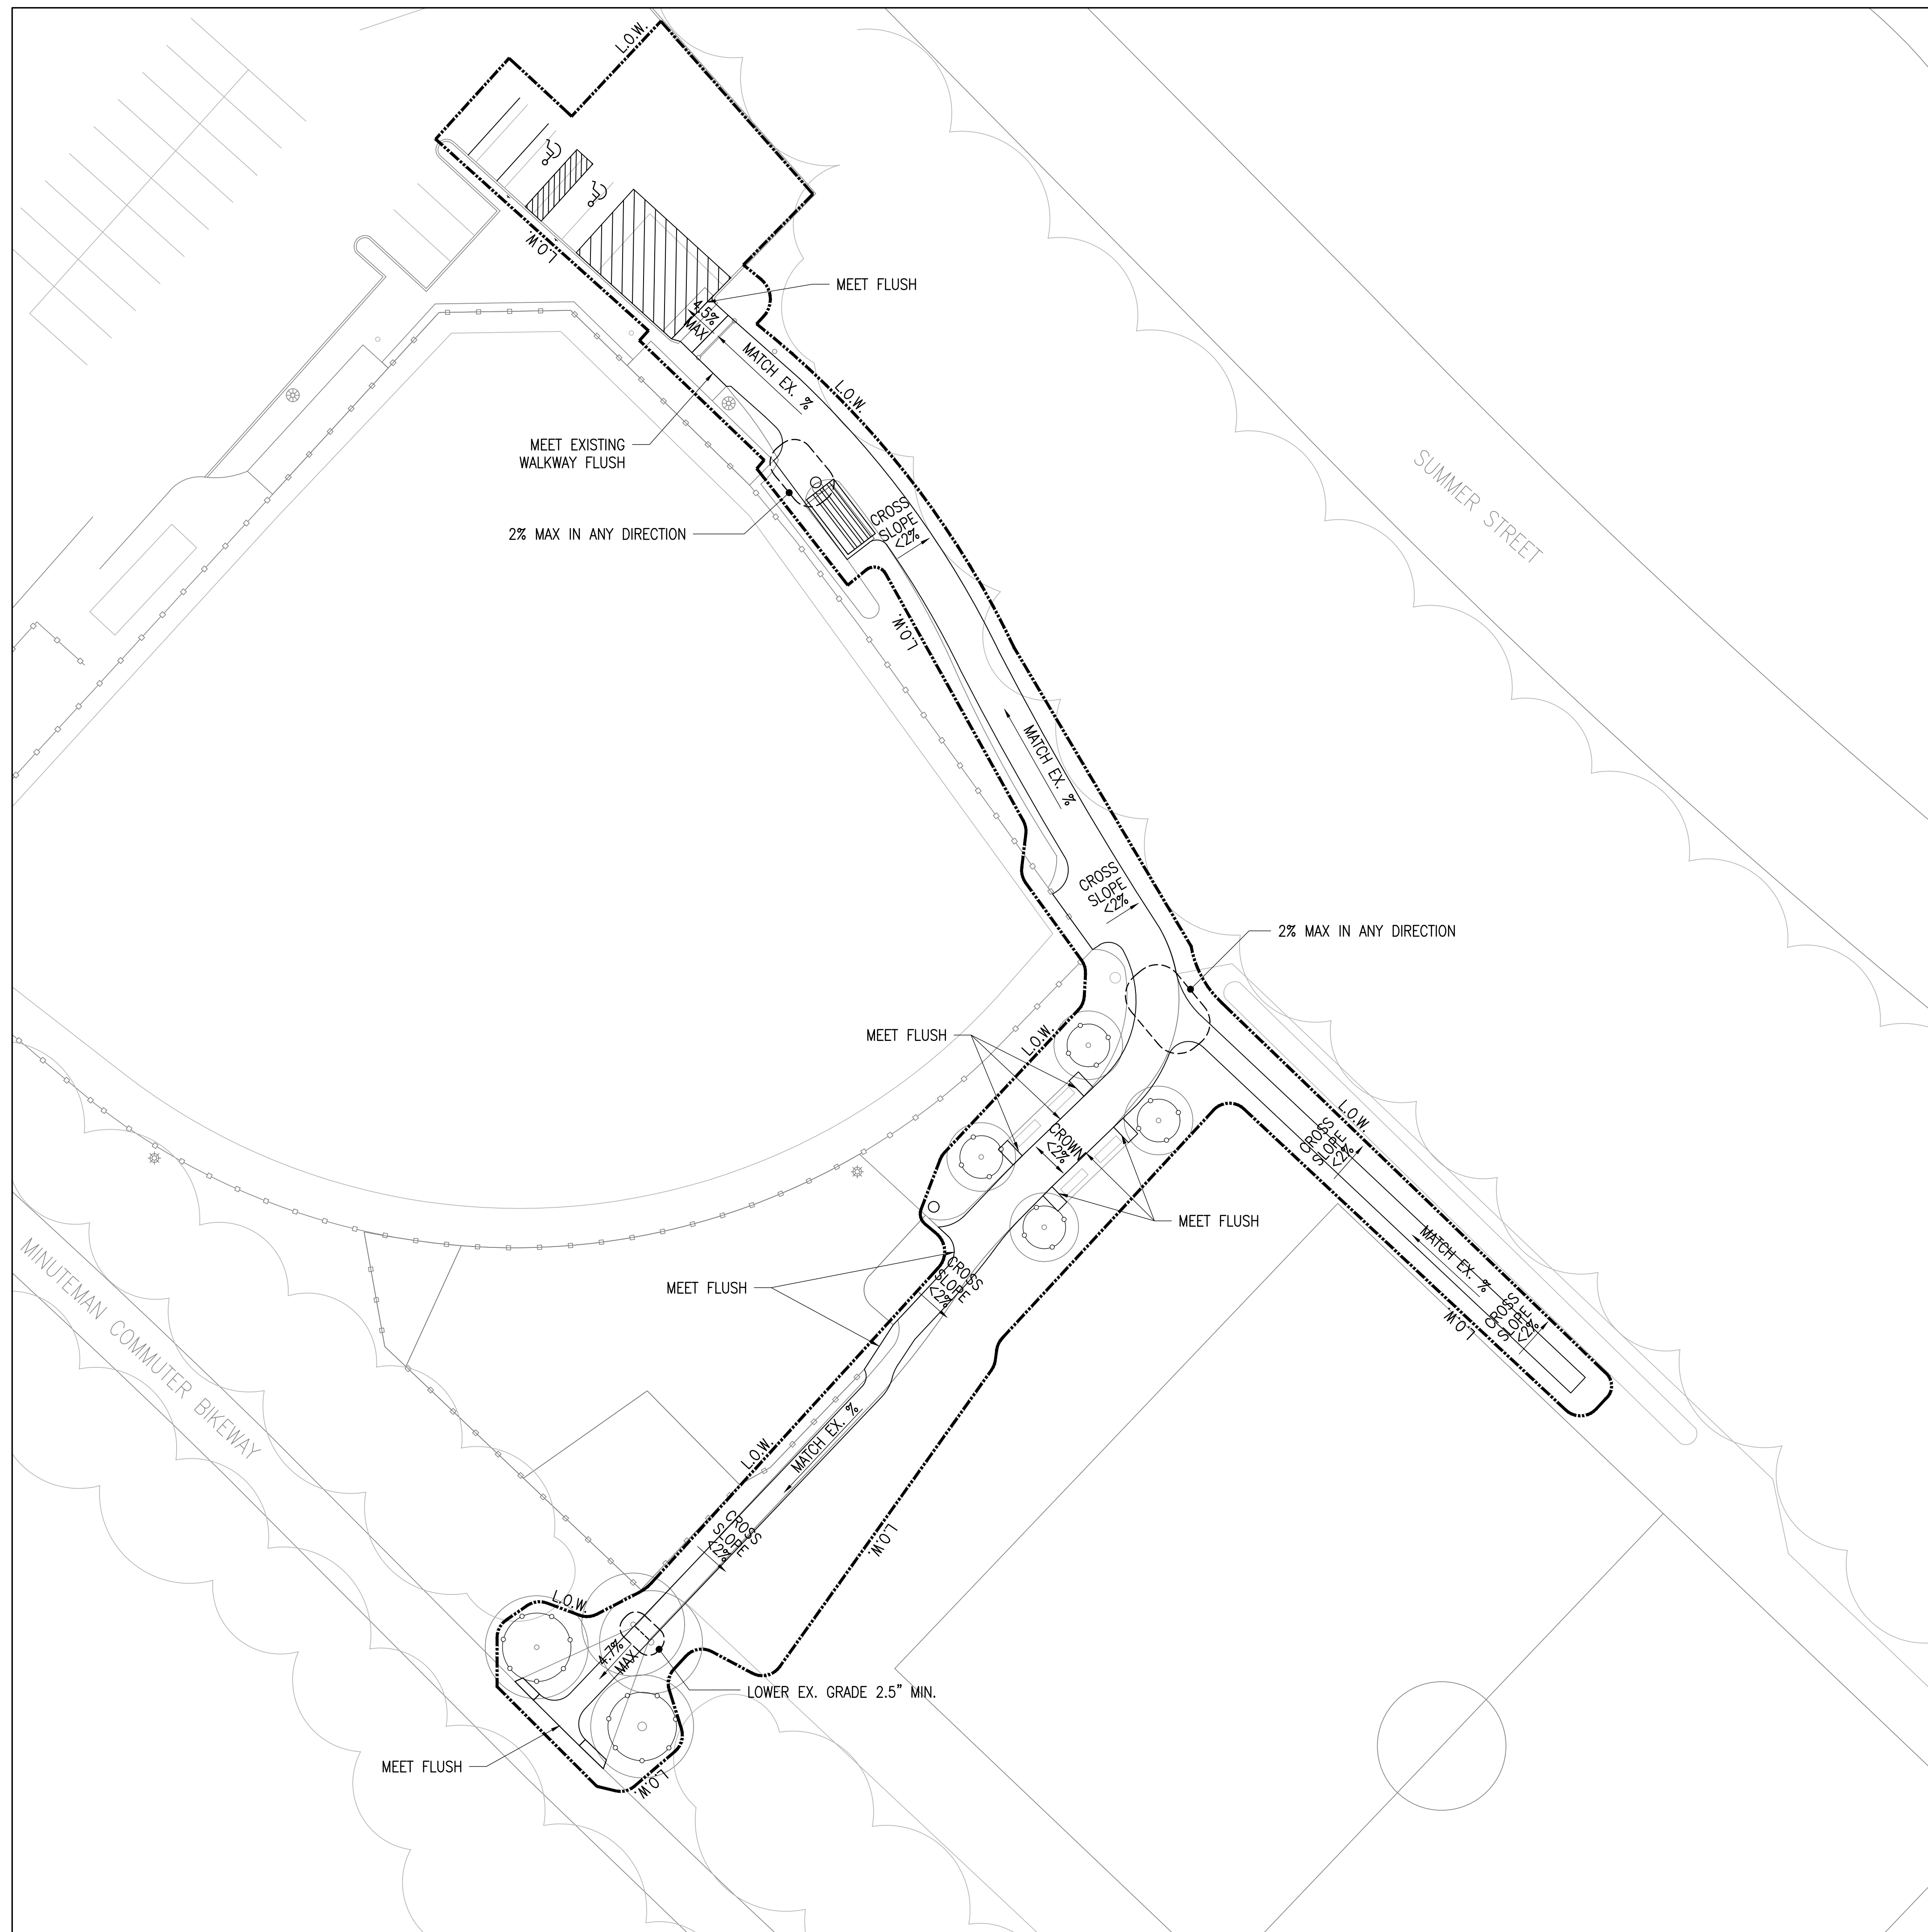 L.O.W.
L.O.W.
MEET FLUSH
4.5%
MAX
MATCH EX. %
L.O.W.
MEET EXISTING
WALKWAY FLUSH
SUMMER STREET
2% MAX IN ANY DIRECTION
CROSS
SLOPE
<2%
L.O.W.
MATCH EX. %
CROSS
SLOPE
<2%
2% MAX IN ANY DIRECTION
MEET FLUSH
L.O.W.
L.O.W.
CROWN
<2%
CROSS
SLOPE
<2%
MEET FLUSH
MATCH EX. %
MINUTEMAN COMMUTER BIKEWAY
MEET FLUSH
CROSS
SLOPE
<2%
CROSS
SLOPE
<2%
L.O.W.
MATCH EX. %
L.O.W.
CROSS
SLOPE
<2%
L.O.W.
L.O.W.
4.7%
MAX
LOWER EX. GRADE 2.5" MIN.
MEET FLUSH
L.O.W.